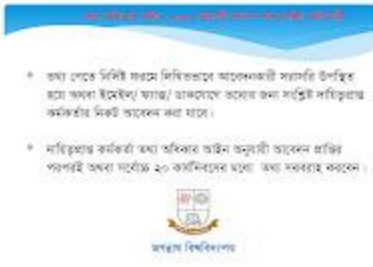 তথ্য পেতে নির্দিষ্ট ফরমে লিখিতভাবে আবেদনকারী সরাসরি উপস্থিত
হয়ে অথবা ইমেইল/ ফ্যাক্স/ ডাকযোগে তথ্যের জন্য সংশ্লিষ্ট দায়িত্বপ্রাপ্ত
কর্মকর্তার নিকট আবেদন করা যাবে।
দায়িত্বপ্রাপ্ত কর্মকর্তা তথ্য অধিকার আইন অনুযায়ী আবেদন প্রাপ্তির
পরপরই অথবা সর্বোচ্চ ২০ কার্যদিবসের মধ্যে তথ্য সরবরাহ করবেন।
জগন্নাথ বিশ্ববিদ্যালয়